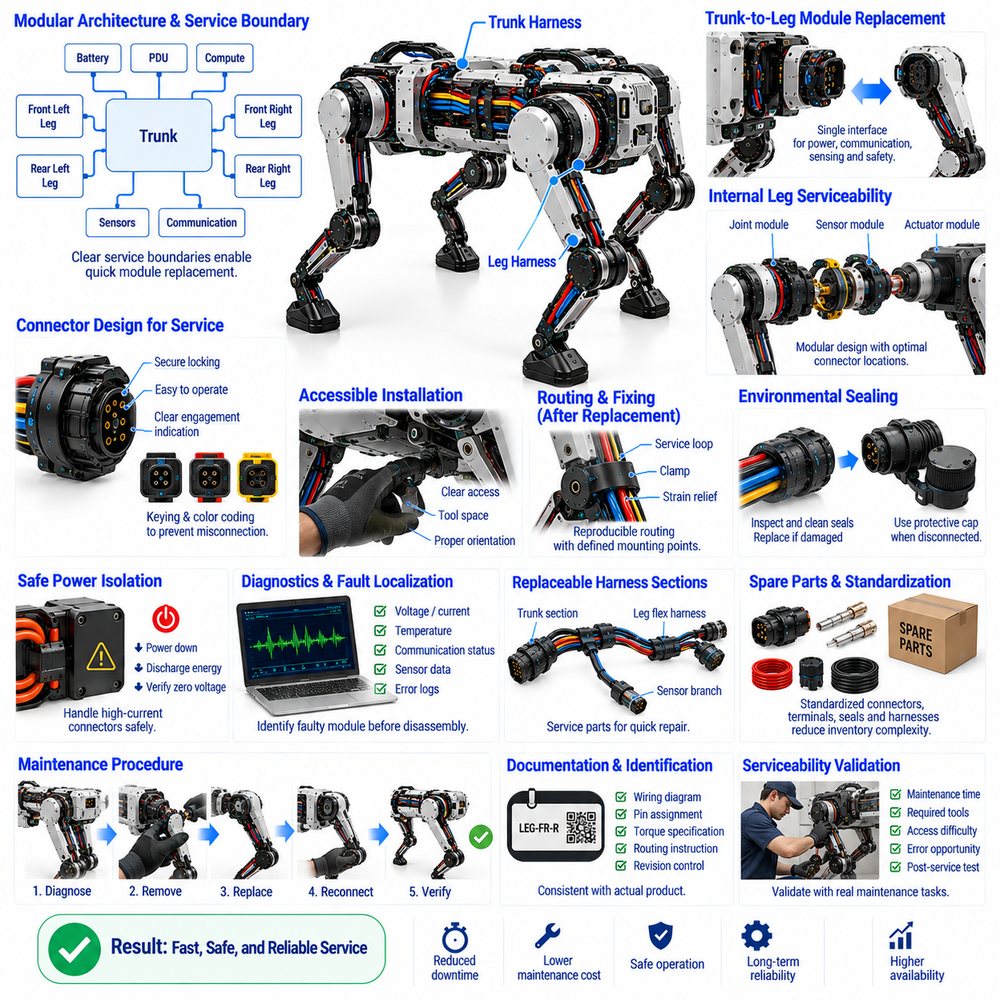 Modular Architecture & Service Boundary
Battery
PDU
Compute
Front Left
Leg
Trunk
Front Right
Leg
Rear Left
Leg
Rear Right
Leg
Sensors
Communication
Clear service boundaries enable
quick module replacement.
Trunk Harness
Leg Harness
Trunk-to-Leg Module Replacement
Single interface
for power, communication,
sensing and safety.
Internal Leg Serviceability
Joint module
Sensor module
Actuator module
Modular design with optimal
connector locations.
Connector Design for Service
Secure locking
Easy to operate
Clear engagement
indication
Keying & color coding
to prevent misconnection.
Accessible Installation
Clear access
Tool space
Proper orientation
Routing & Fixing
(After Replacement)
Service loop
Clamp
Strain relief
Reproducible routing
with defined mounting points.
Environmental Sealing
Inspect and clean seals
Replace if damaged
Use protective cap
when disconnected.
Safe Power Isolation
Power down
Discharge energy
Verify zero voltage
Handle high-current
connectors safely.
Diagnostics & Fault Localization
Voltage / current
Temperature
Communication status
Sensor data
Error logs
Identify faulty module before disassembly.
Replaceable Harness Sections
Trunk section
Leg flex harness
Sensor branch
Service parts for quick repair.
Spare Parts & Standardization
SPARE
PARTS
Standardized connectors,
terminals, seals and harnesses
reduce inventory complexity.
Maintenance Procedure
1. Diagnose
2. Remove
3. Replace
4. Reconnect
5. Verify
Documentation & Identification
LEG-FR-R
Wiring diagram
Pin assignment
Torque specification
Routing instruction
Revision control
Consistent with actual product.
Serviceability Validation
Maintenance time
Required tools
Access difficulty
Error opportunity
Post-service test
Validate with real maintenance tasks.
Result: Fast, Safe, and Reliable Service
Reduced
downtime
Lower
maintenance cost
Safe operation
Long-term
reliability
Higher
availability